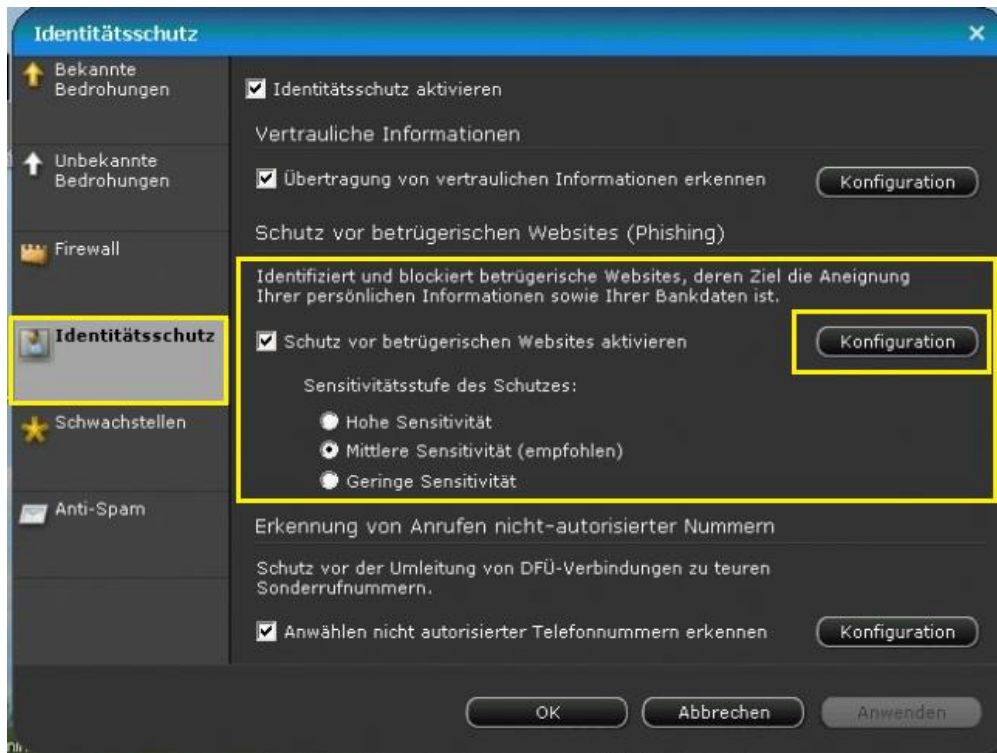 Identitätsschutz
Bekannte
Bedrohungen
Unbekannte
Bedrohungen
Firewall
Identitätsschutz
Schwachstellen
Anti-Spam
Identitätsschutz aktivieren
Vertrauliche Informationen
Übertragung von vertraulichen Informationen erkennen
Konfiguration
Schutz vor betrügerischen Websites (Phishing)
Identifiziert und blockiert betrügerische Websites, deren Ziel die Aneignung
Ihrer persönlichen Informationen sowie Ihrer Bankdaten ist.
Schutz vor betrügerischen Websites aktivieren
Konfiguration
Sensitivitätsstufe des Schutzes:
Hohe Sensitivität
Mittlere Sensitivität (empfohlen)
Geringe Sensitivität
Erkennung von Anrufen nicht-autorisierter Nummern
Schutz vor der Umleitung von DFÜ-Verbindungen zu teuren
Sonderrufnummern.
Anwählen nicht autorisierter Telefonnummern erkennen
Konfiguration
OK
Abbrechen
Anwenden